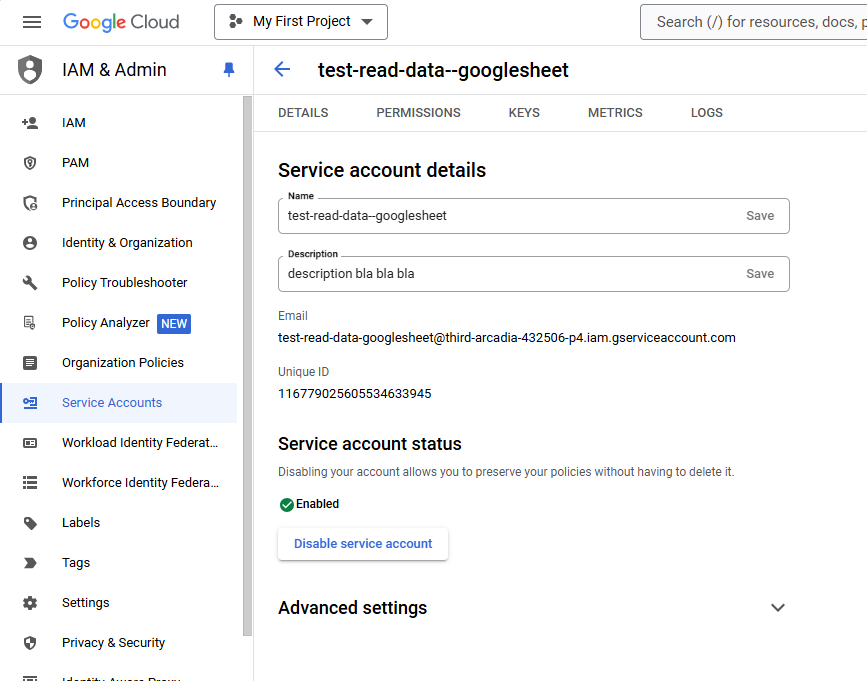 Google Cloud
My First Project
Search (/) for resources, docs, p
IAM & Admin
test-read-data--googlesheet
DETAILS PERMISSIONS KEYS METRICS LOGS
IAM
PAM
Principal Access Boundary
Identity & Organization
Policy Troubleshooter
Policy Analyzer NEW
Organization Policies
Service Accounts
Workload Identity Federat...
Workforce Identity Federa...
Labels
Tags
Settings
Privacy & Security
Identity-Aware Proxy
Service account details
Name
test-read-data--googlesheet Save
Description
description bla bla bla Save
Email
test-read-data-googlesheet@third-arcadia-432506-p4.iam.gserviceaccount.com
Unique ID
116779025605534633945
Service account status
Disabling your account allows you to preserve your policies without having to delete it.
Enabled
Disable service account
Advanced settings